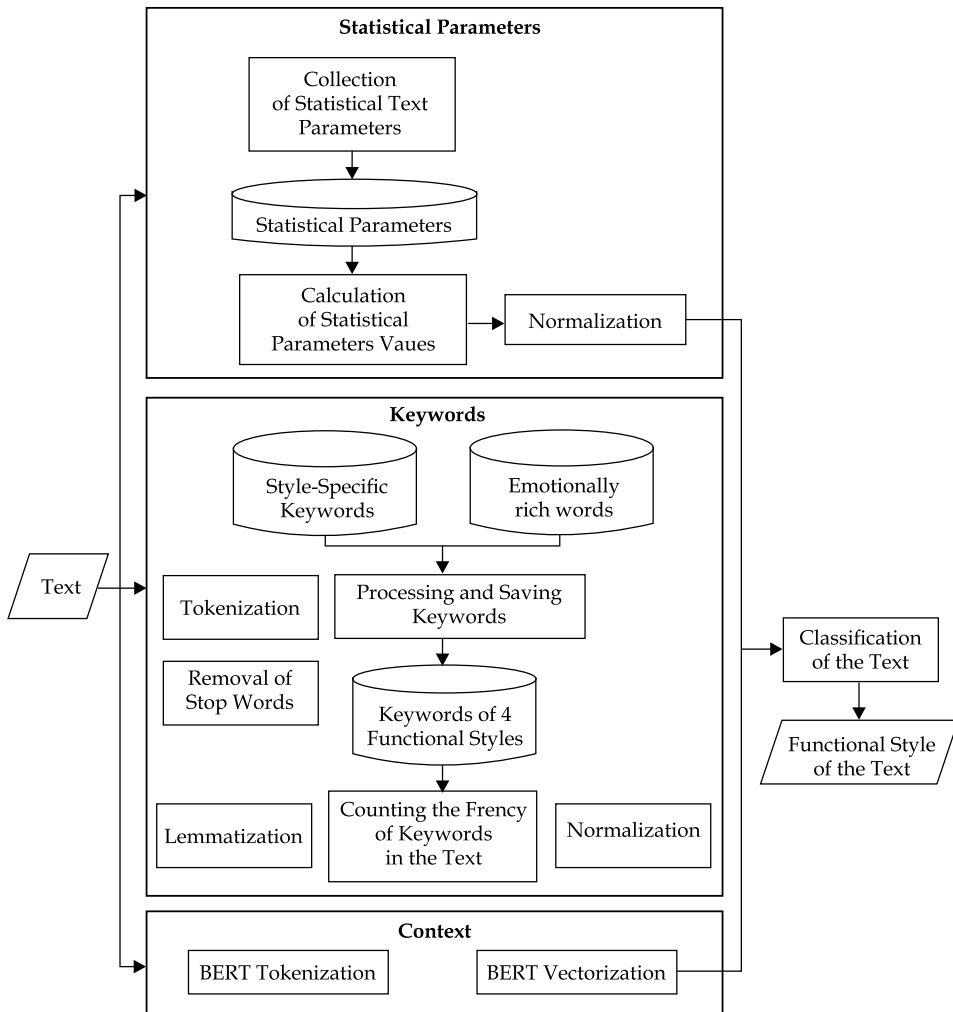 Statistical Parameters
Collection
of Statistical Text
Parameters
Statistical Parameters
Calculation
of Statistical
Parameters Vaues
Normalization
Keywords
Style-Specific
Keywords
Emotionally
rich words
Text
Tokenization
Processing and Saving
Keywords
Removal of
Stop Words
Keywords of 4
Functional Styles
Classification
of the Text
Functional Style
of the Text
Lemmatization
Counting the Frency
of Keywords
in the Text
Normalization
Context
BERT Tokenization
BERT Vectorization